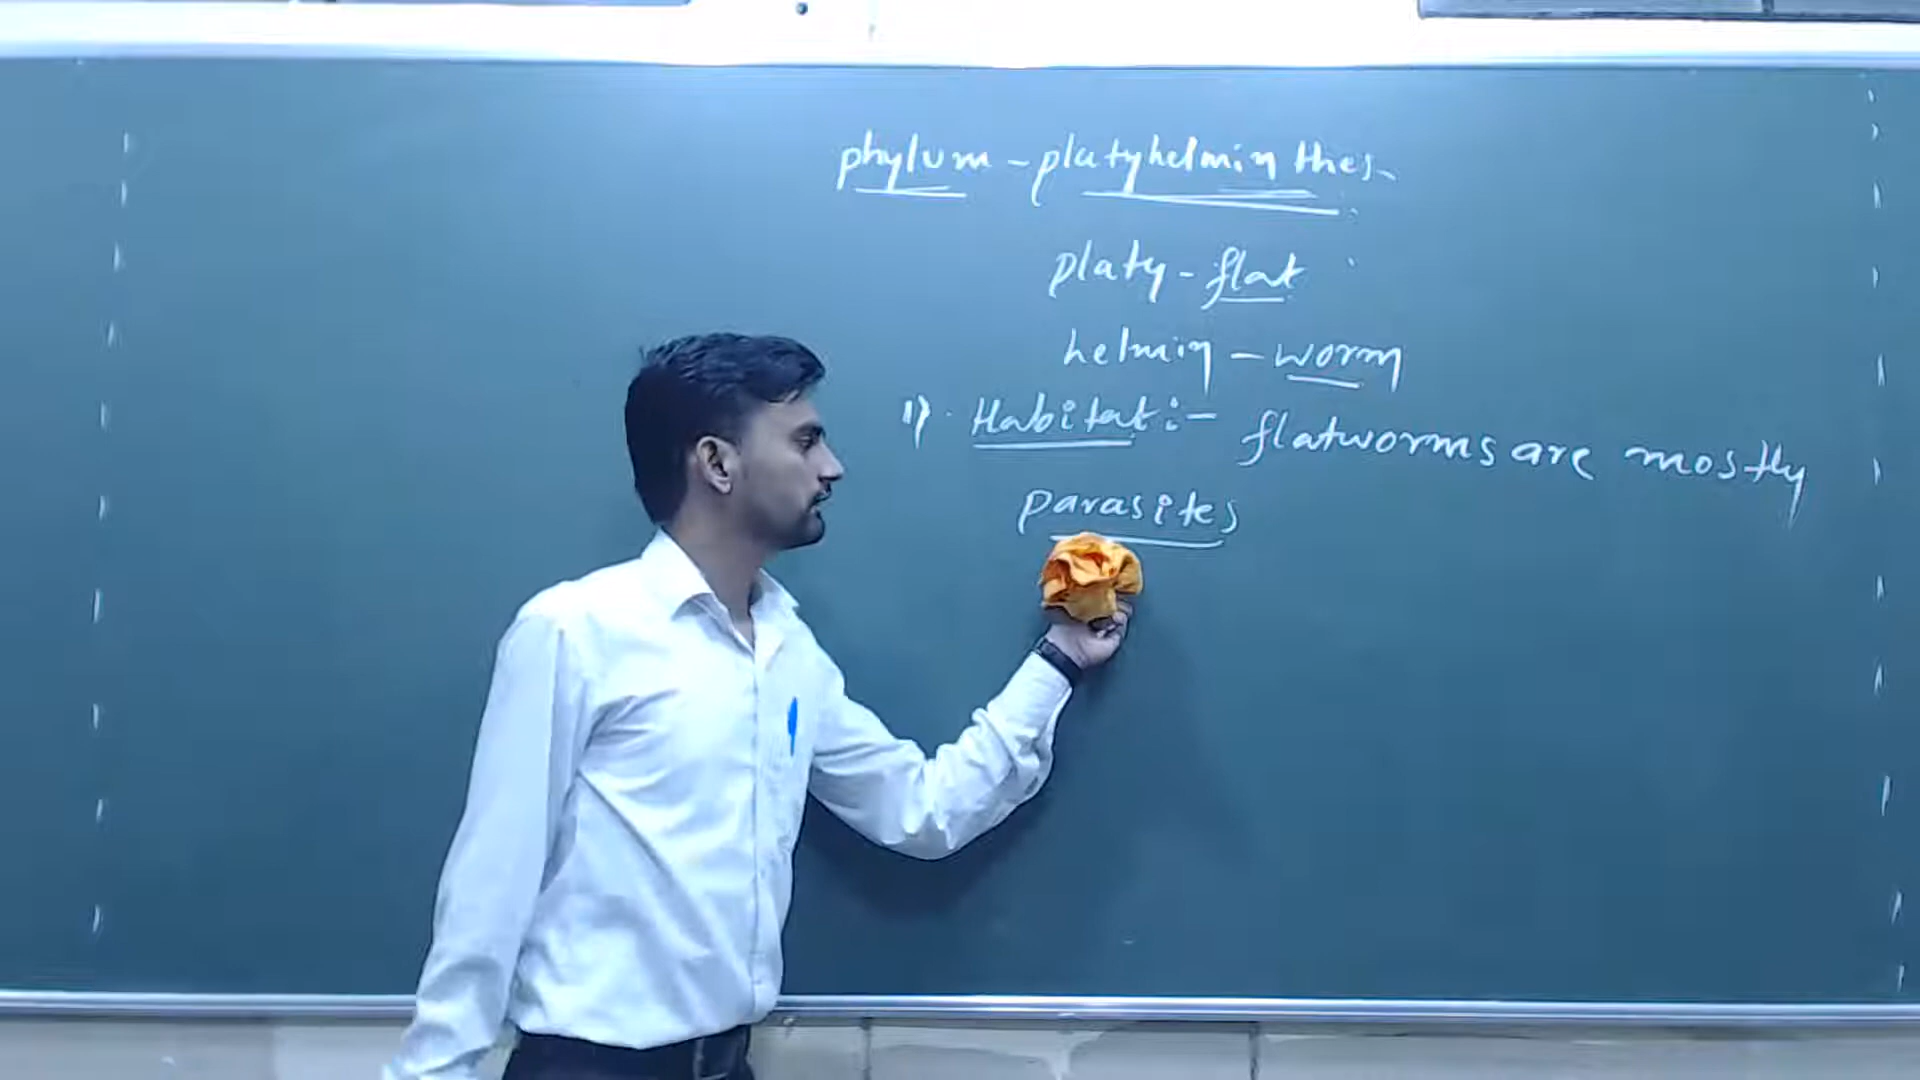 phylum - platyhelminthes.
platy - flat
helmin - worm
1). Habitat :- flatworms are mostly
parasites